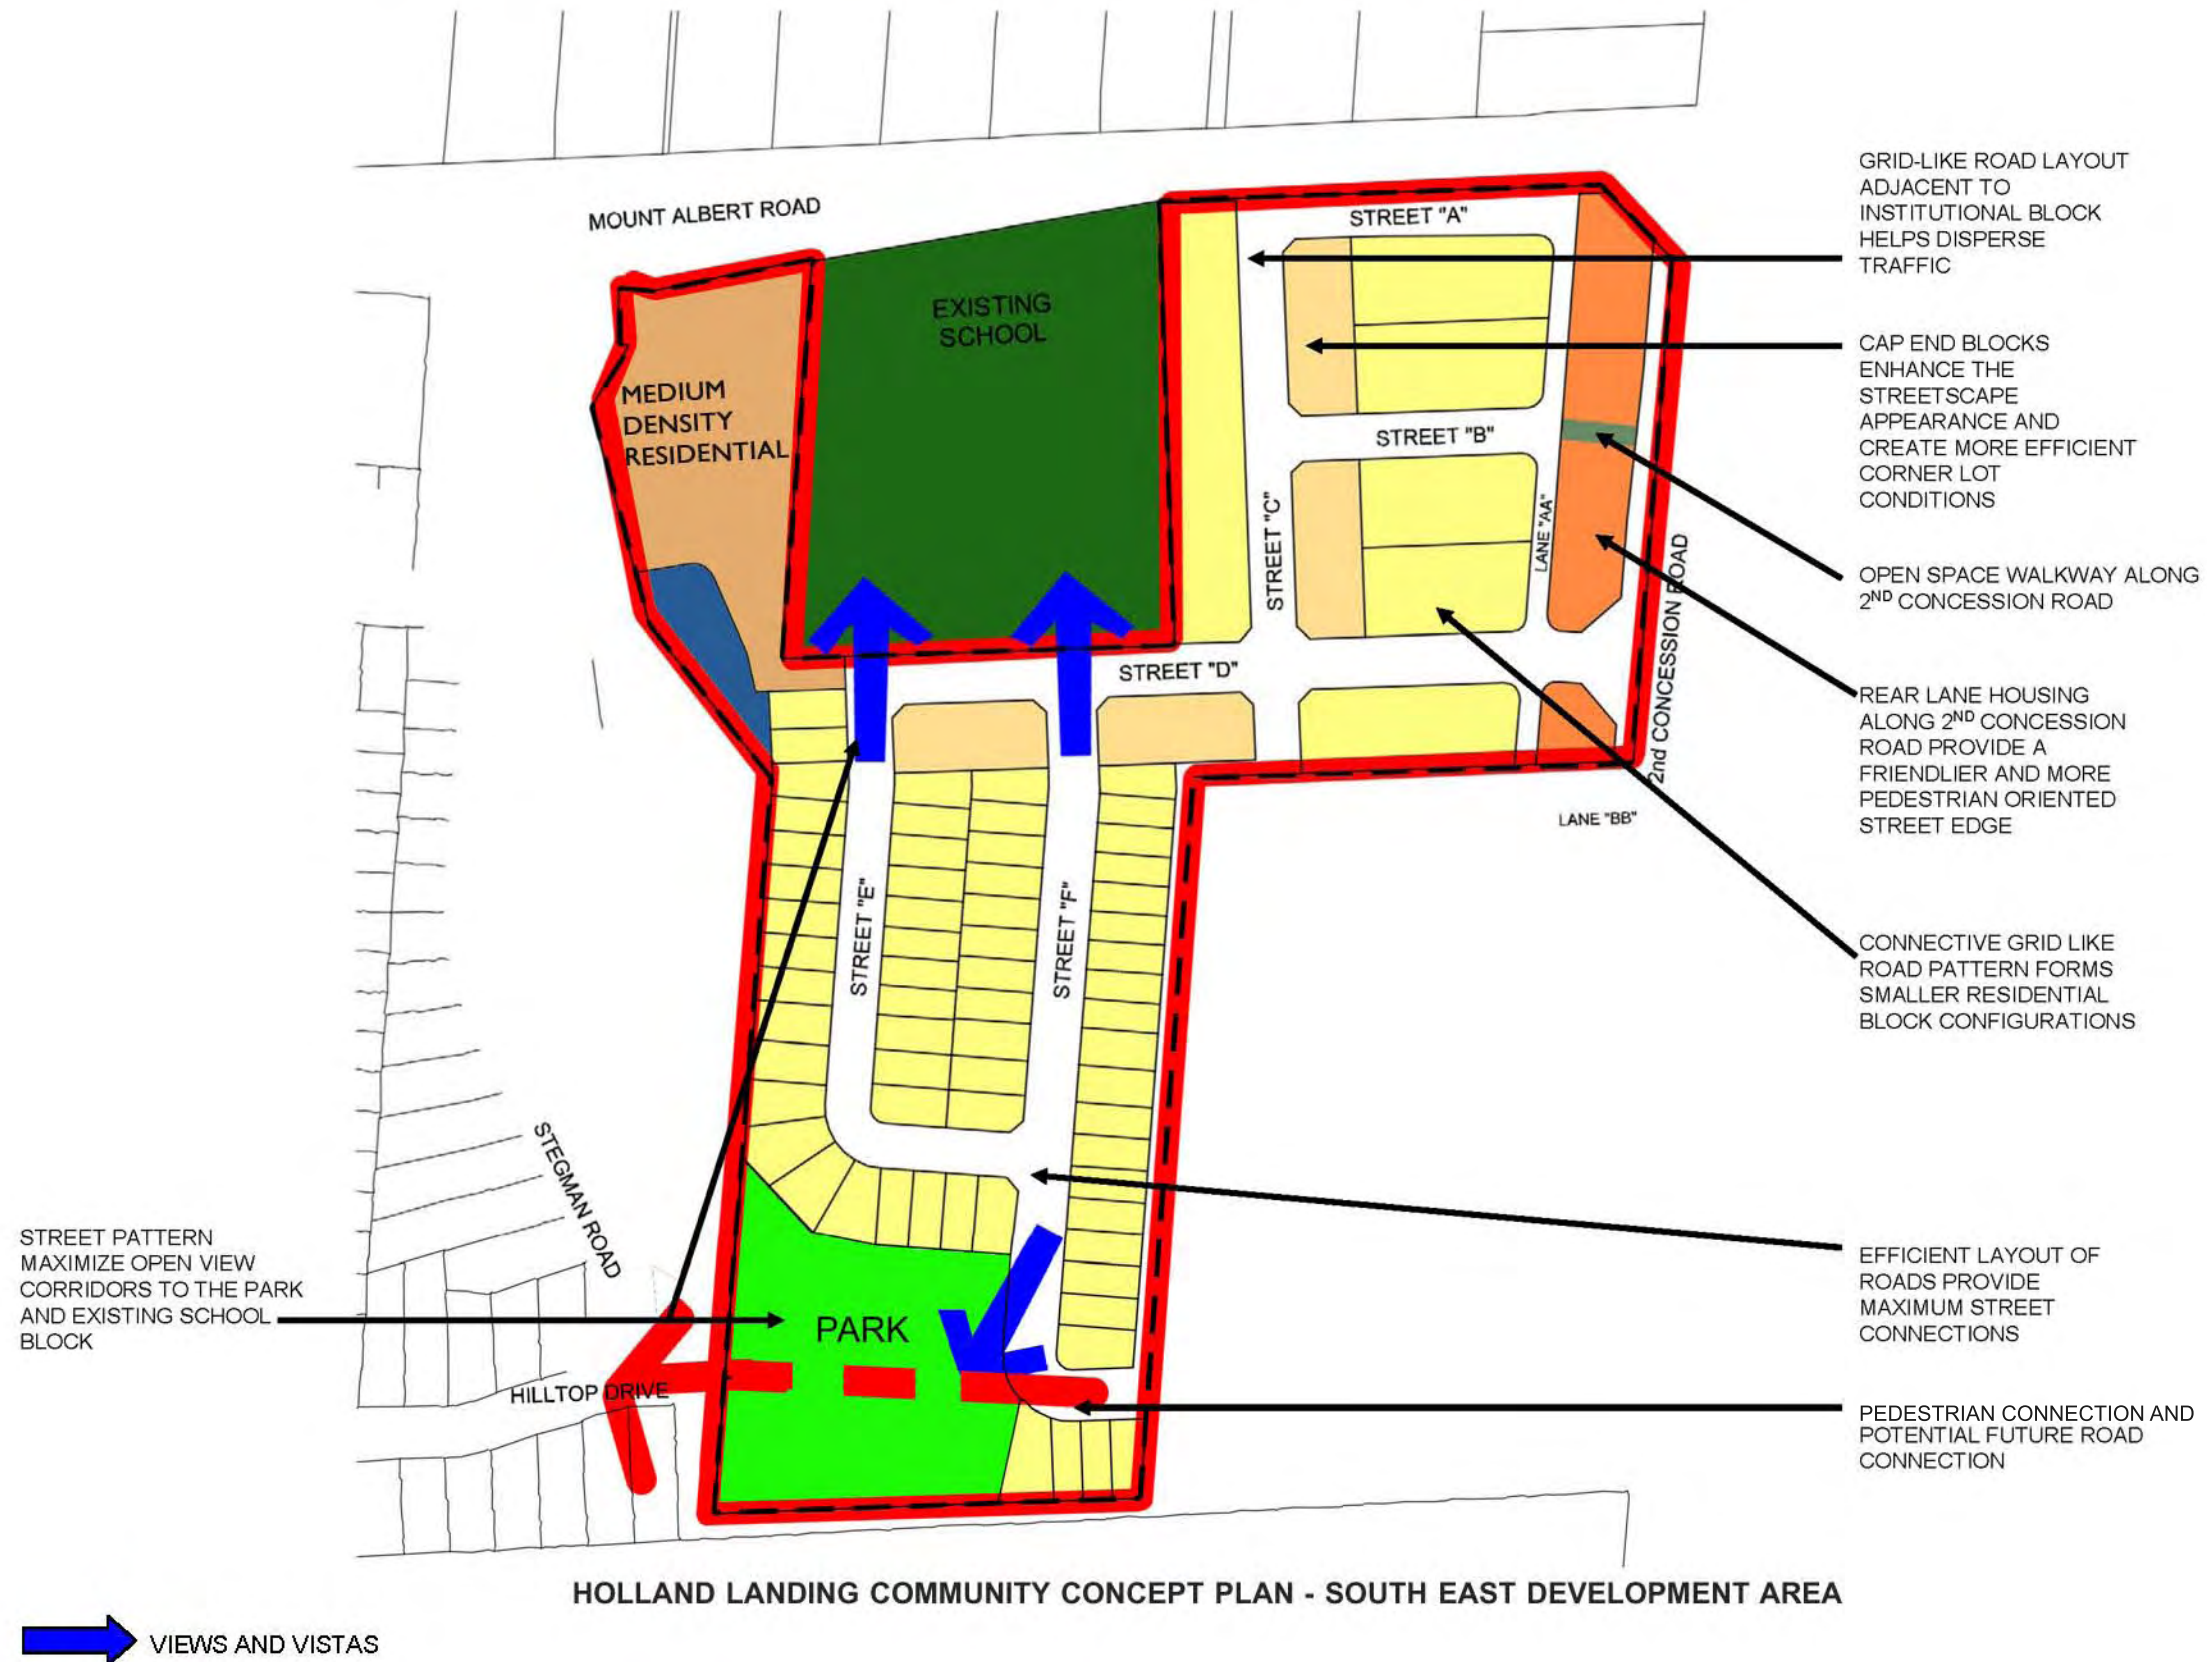 MOUNT ALBERT ROAD
STREET "A"
EXISTING
SCHOOL
MEDIUM
DENSITY
RESIDENTIAL
STREET "B"
STREET "C"
LANE "AA"
2nd CONCESSION ROAD
STREET "D"
LANE "BB"
STREET "E"
STREET "F"
STEGMAN ROAD
PARK
HILLTOP DRIVE
GRID-LIKE ROAD LAYOUT
ADJACENT TO
INSTITUTIONAL BLOCK
HELPS DISPERSE
TRAFFIC
CAP END BLOCKS
ENHANCE THE
STREETSCAPE
APPEARANCE AND
CREATE MORE EFFICIENT
CORNER LOT
CONDITIONS
OPEN SPACE WALKWAY ALONG
2ND CONCESSION ROAD
REAR LANE HOUSING
ALONG 2ND CONCESSION
ROAD PROVIDE A
FRIENDLIER AND MORE
PEDESTRIAN ORIENTED
STREET EDGE
CONNECTIVE GRID LIKE
ROAD PATTERN FORMS
SMALLER RESIDENTIAL
BLOCK CONFIGURATIONS
EFFICIENT LAYOUT OF
ROADS PROVIDE
MAXIMUM STREET
CONNECTIONS
PEDESTRIAN CONNECTION AND
POTENTIAL FUTURE ROAD
CONNECTION
STREET PATTERN
MAXIMIZE OPEN VIEW
CORRIDORS TO THE PARK
AND EXISTING SCHOOL
BLOCK
HOLLAND LANDING COMMUNITY CONCEPT PLAN - SOUTH EAST DEVELOPMENT AREA
VIEWS AND VISTAS